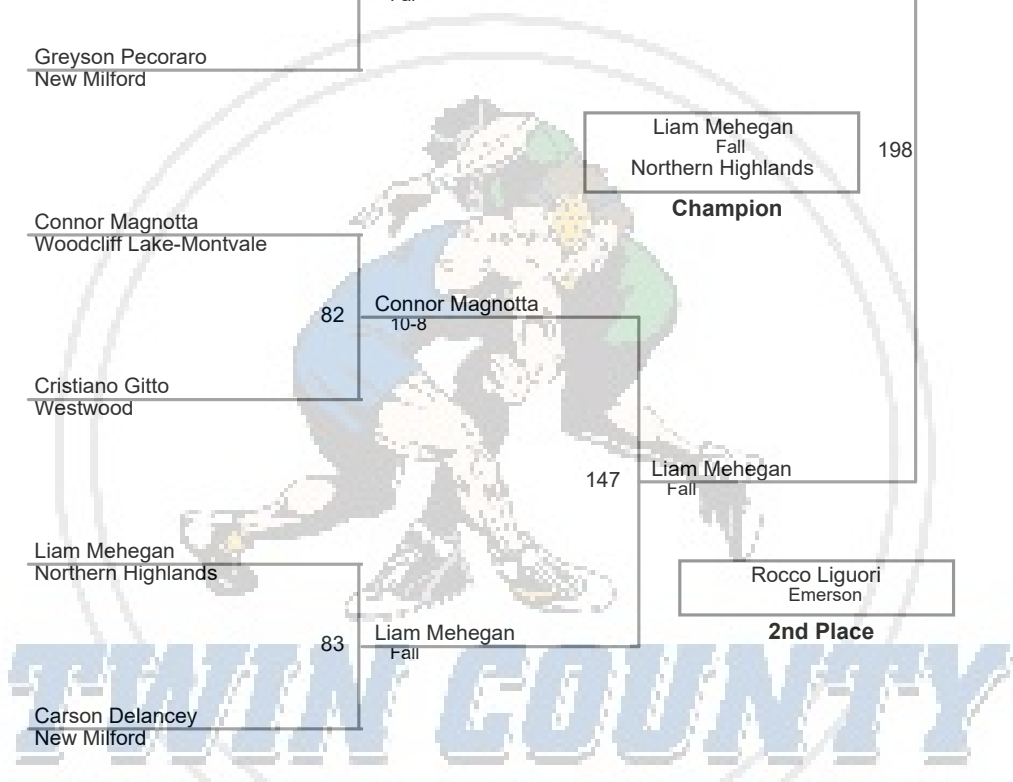 Greyson Pecoraro
New Milford
Liam Mehegan
Fall
Northern Highlands
198
Champion
Connor Magnotta
Woodcliff Lake-Montvale
82
Connor Magnotta
10-8
Cristiano Gitto
Westwood
147
Liam Mehegan
Fall
Liam Mehegan
Northern Highlands
Rocco Liguori
Emerson
2nd Place
83
Liam Mehegan
Fall
Carson Delancey
New Milford
TWIN COUNTY